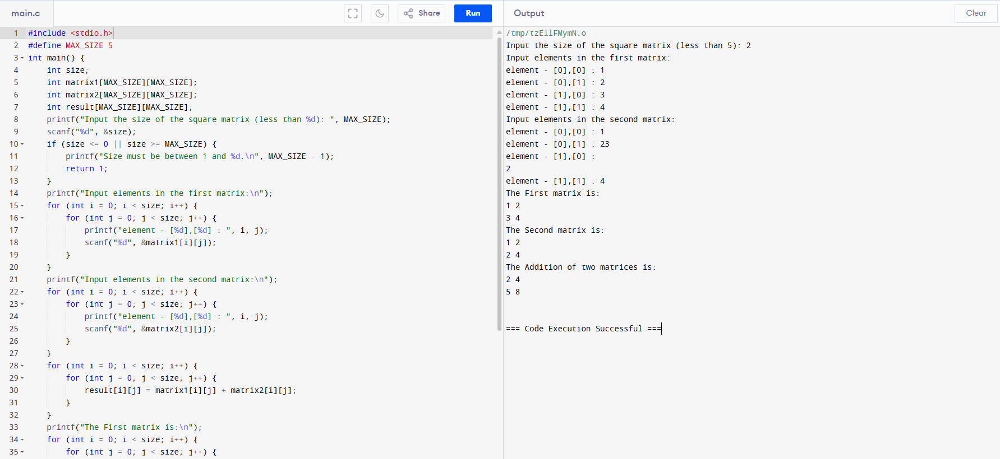 main.c
Share
Run
Output
Clear
1 #include <stdio.h>
2 #define MAX_SIZE 5
3 int main() {
4     int size;
5     int matrix1[MAX_SIZE][MAX_SIZE];
6     int matrix2[MAX_SIZE][MAX_SIZE];
7     int result[MAX_SIZE][MAX_SIZE];
8     printf("Input the size of the square matrix (less than %d): ", MAX_SIZE);
9     scanf("%d", &size);
10     if (size <= 0 || size >= MAX_SIZE) {
11         printf("Size must be between 1 and %d.\n", MAX_SIZE - 1);
12         return 1;
13     }
14     printf("Input elements in the first matrix:\n");
15     for (int i = 0; i < size; i++) {
16         for (int j = 0; j < size; j++) {
17             printf("element - [%d],[%d] : ", i, j);
18             scanf("%d", &matrix1[i][j]);
19         }
20     }
21     printf("Input elements in the second matrix:\n");
22     for (int i = 0; i < size; i++) {
23         for (int j = 0; j < size; j++) {
24             printf("element - [%d],[%d] : ", i, j);
25             scanf("%d", &matrix2[i][j]);
26         }
27     }
28     for (int i = 0; i < size; i++) {
29         for (int j = 0; j < size; j++) {
30             result[i][j] = matrix1[i][j] + matrix2[i][j];
31         }
32     }
33     printf("The First matrix is:\n");
34     for (int i = 0; i < size; i++) {
35         for (int j = 0; j < size; j++) {
/tmp/tzEllFMymN.o
Input the size of the square matrix (less than 5): 2
Input elements in the first matrix:
element - [0],[0] : 1
element - [0],[1] : 2
element - [1],[0] : 3
element - [1],[1] : 4
Input elements in the second matrix:
element - [0],[0] : 1
element - [0],[1] : 23
element - [1],[0] :
2
element - [1],[1] : 4
The First matrix is:
1 2
3 4
The Second matrix is:
1 2
2 4
The Addition of two matrices is:
2 4
5 8
=== Code Execution Successful ===